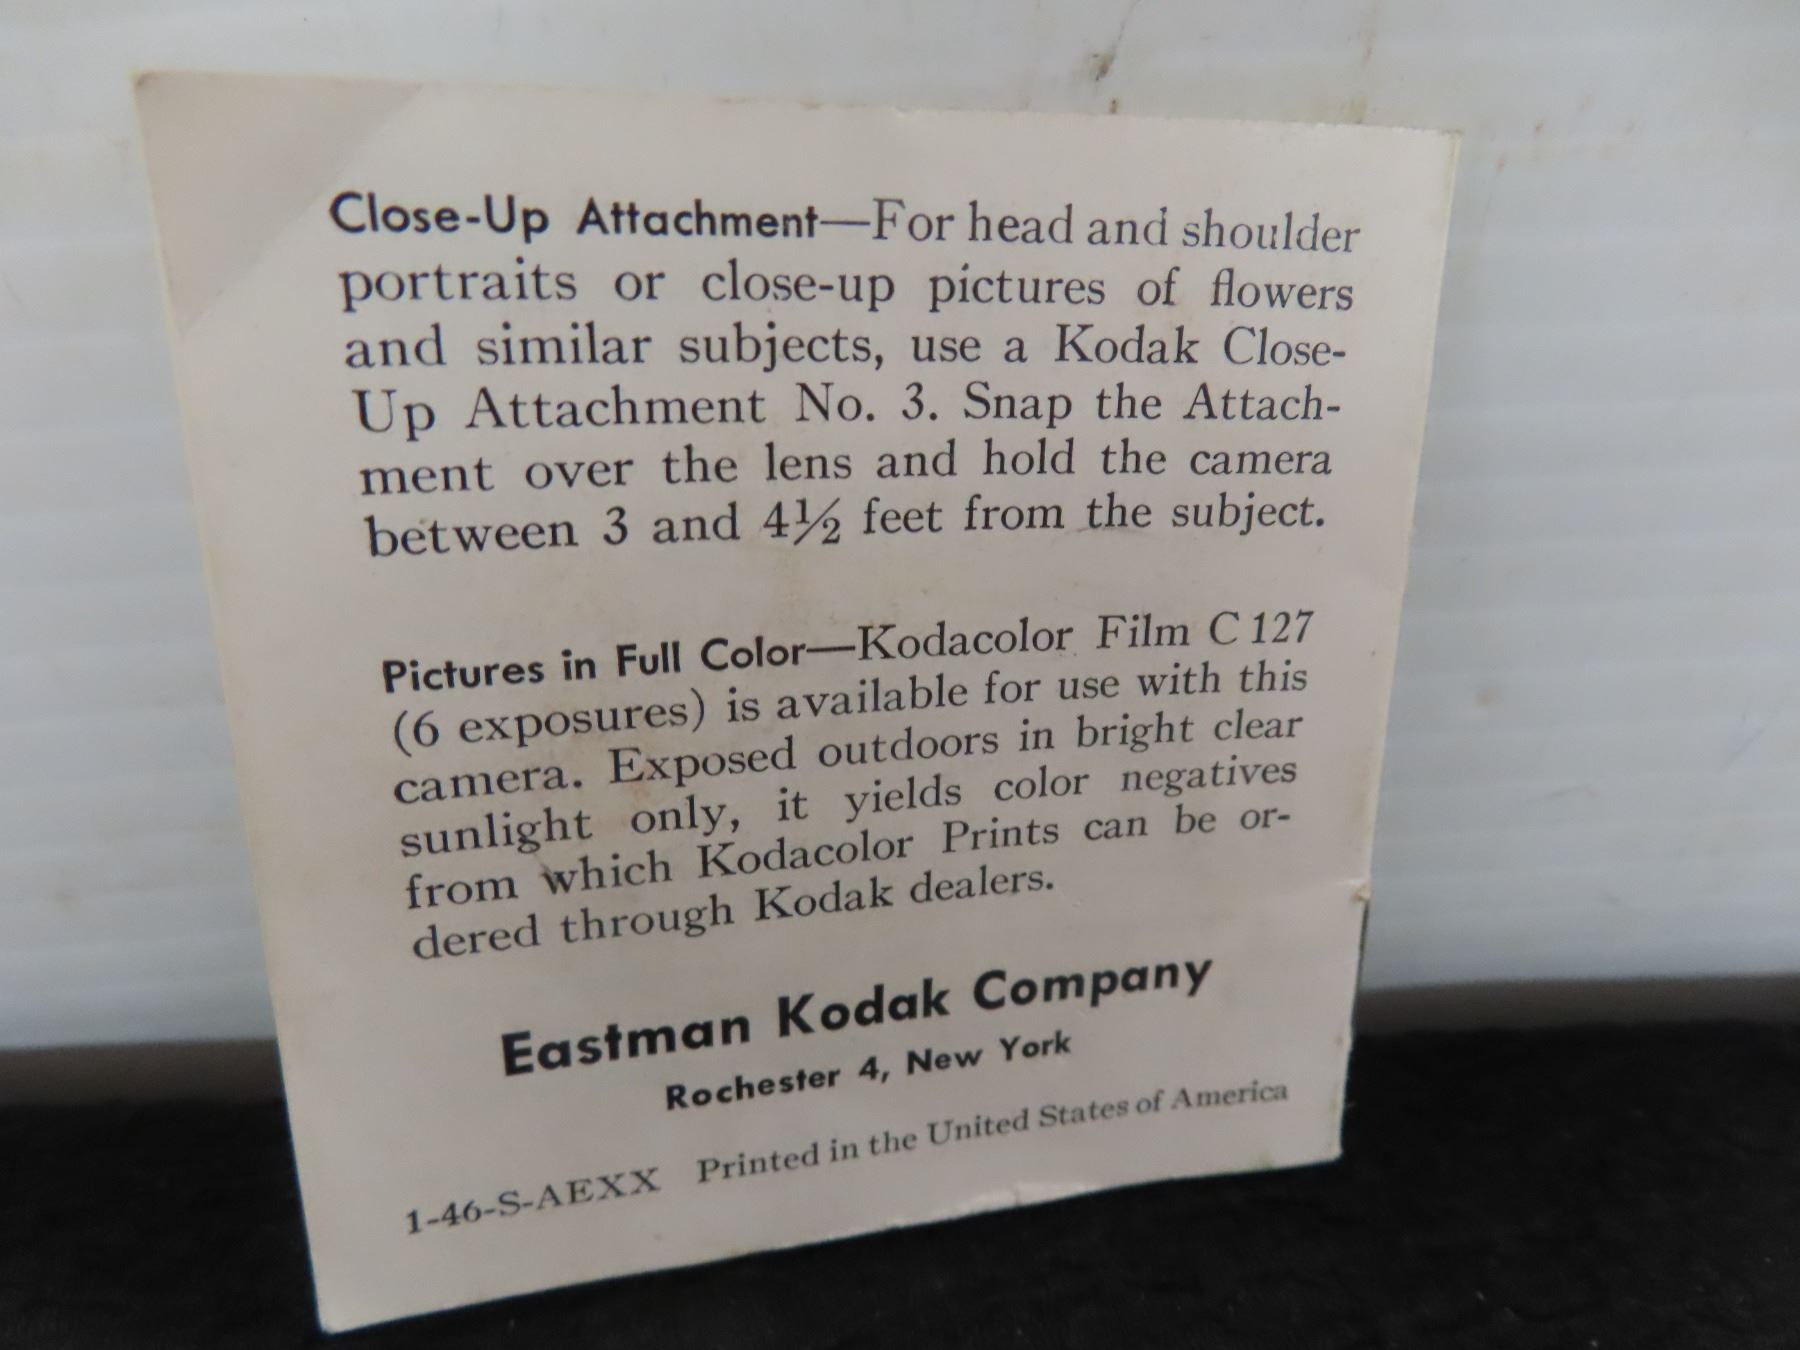 Close-Up Attachment—For head and shoulder
portraits or close-up pictures of flowers
and similar subjects, use a Kodak Close-
Up Attachment No. 3. Snap the Attach-
ment over the lens and hold the camera
between 3 and 4½ feet from the subject.
Pictures in Full Color—Kodacolor Film C 127
(6 exposures) is available for use with this
camera. Exposed outdoors in bright clear
sunlight only, it yields color negatives
from which Kodacolor Prints can be or-
dered through Kodak dealers.
Eastman Kodak Company
Rochester 4, New York
1-46-S-AEXX Printed in the United States of America